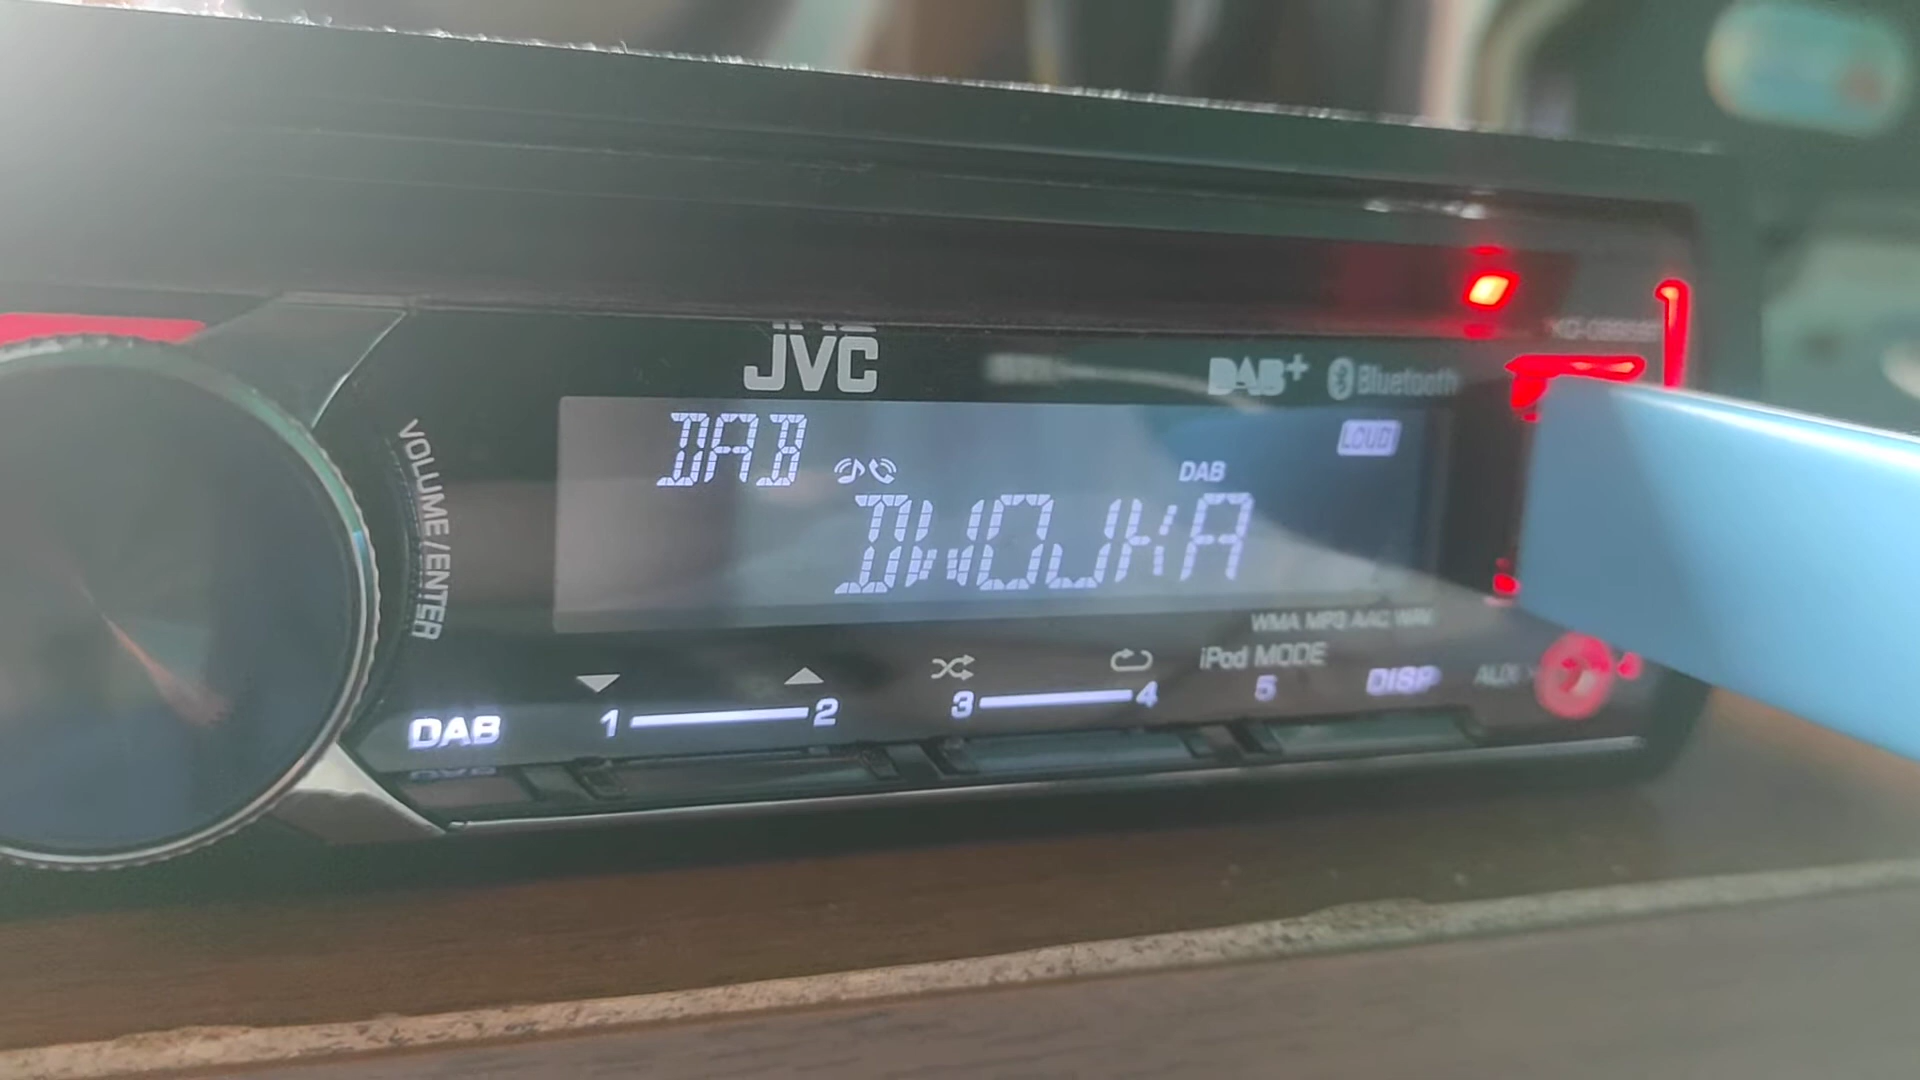 JVC
DAB+ Bluetooth
DAB
LOUD
DAB
DWOJKA
VOLUME/ENTER
WMA MP3 AAC WAV
iPod MODE
DAB 1 2 3 4 5 DISP AUX